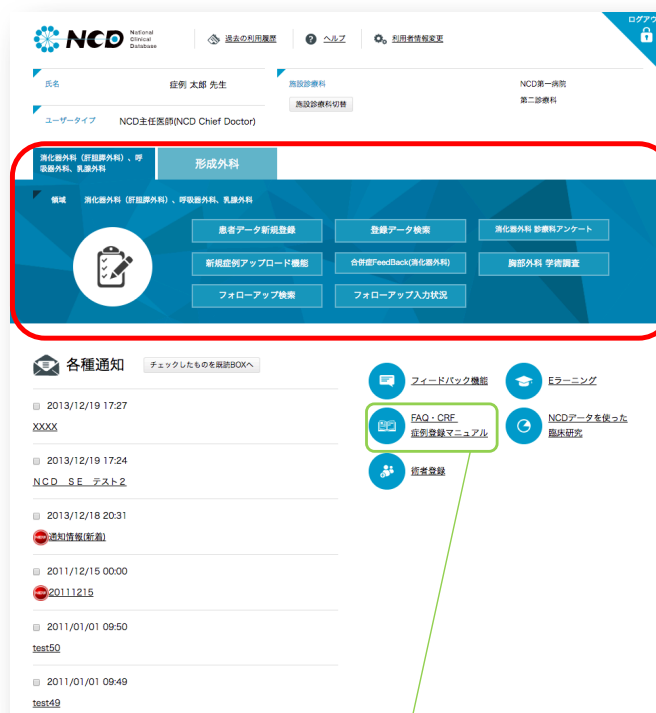 ログアウ
NCD National
Clinical
Database
過去の利用履歴
ヘルプ
利用者情報変更
氏名
症例 太郎 先生
施設診療科
NCD第一病院
施設診療科切替
第二診療科
ユーザータイプ
NCD主任医師(NCD Chief Doctor)
消化器外科(肝胆膵外科)、呼
吸器外科、乳腺外科
形成外科
領域
消化器外科(肝胆膵外科)、呼吸器外科、乳腺外科
患者データ新規登録
登録データ検索
消化器外科 診療科アンケート
新規症例アップロード機能
合併症FeedBack(消化器外科)
胸部外科 学術調査
フォローアップ検索
フォローアップ入力状況
各種通知
チェックしたものを既読BOXへ
2013/12/19 17:27
XXXX
2013/12/19 17:24
NCD SE テスト2
2013/12/18 20:31
NEW 通知情報(新着)
2011/12/15 00:00
NEW 20111215
2011/01/01 09:50
test50
2011/01/01 09:49
test49
フィードバック機能
Eラーニング
FAQ・CRF
症例登録マニュアル
NCDデータを使った
臨床研究
術者登録